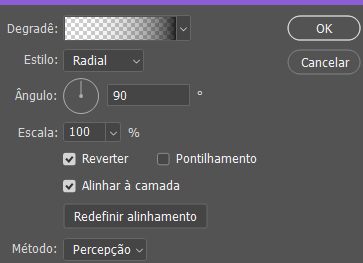 Degradê:
OK
Estilo: Radial
Cancelar
Ângulo: 90 °
Escala: 100 %
Reverter Pontilhamento
Alinhar à camada
Redefinir alinhamento
Método: Percepção